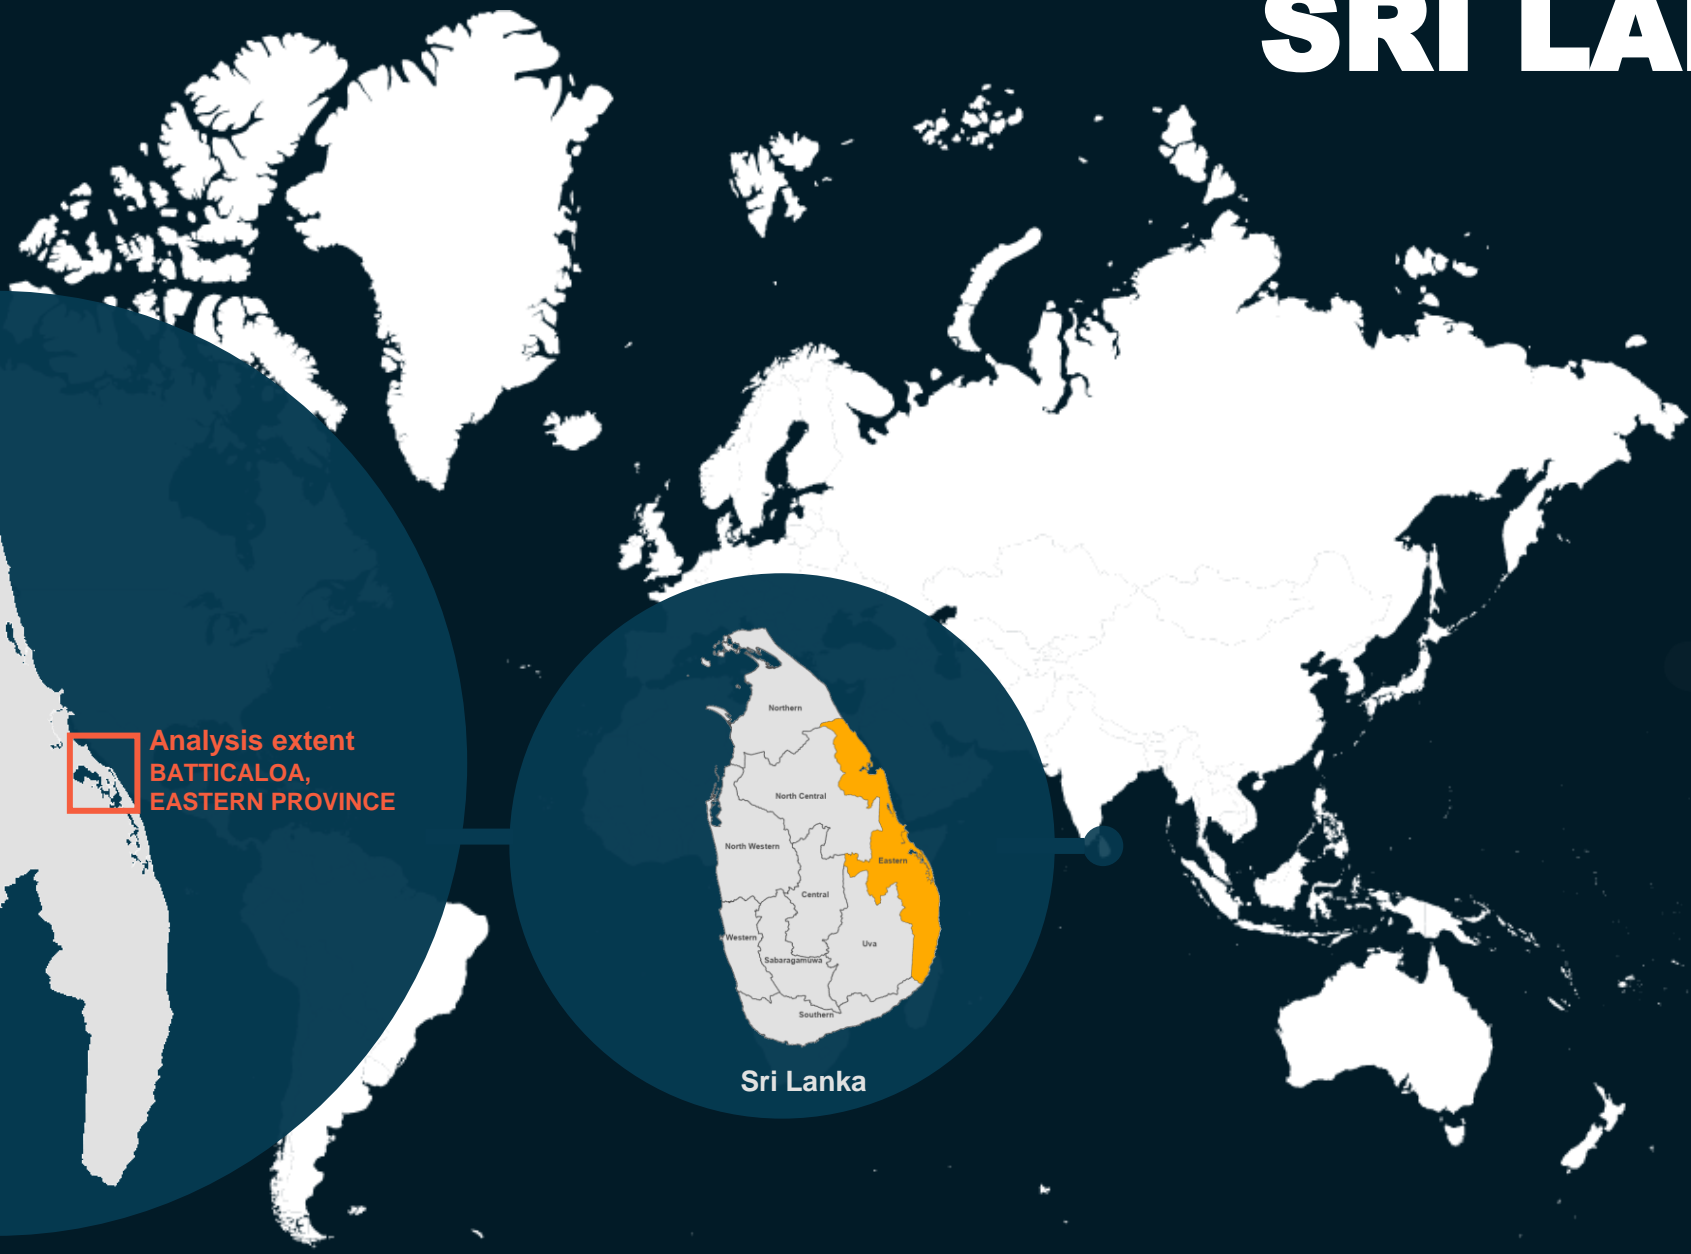 SRI LA
Analysis extent
BATTICALOA,
EASTERN PROVINCE
Northern
North Central
North Western
Eastern
Central
Western
Uva
Sabaragamuwa
Southern
Sri Lanka